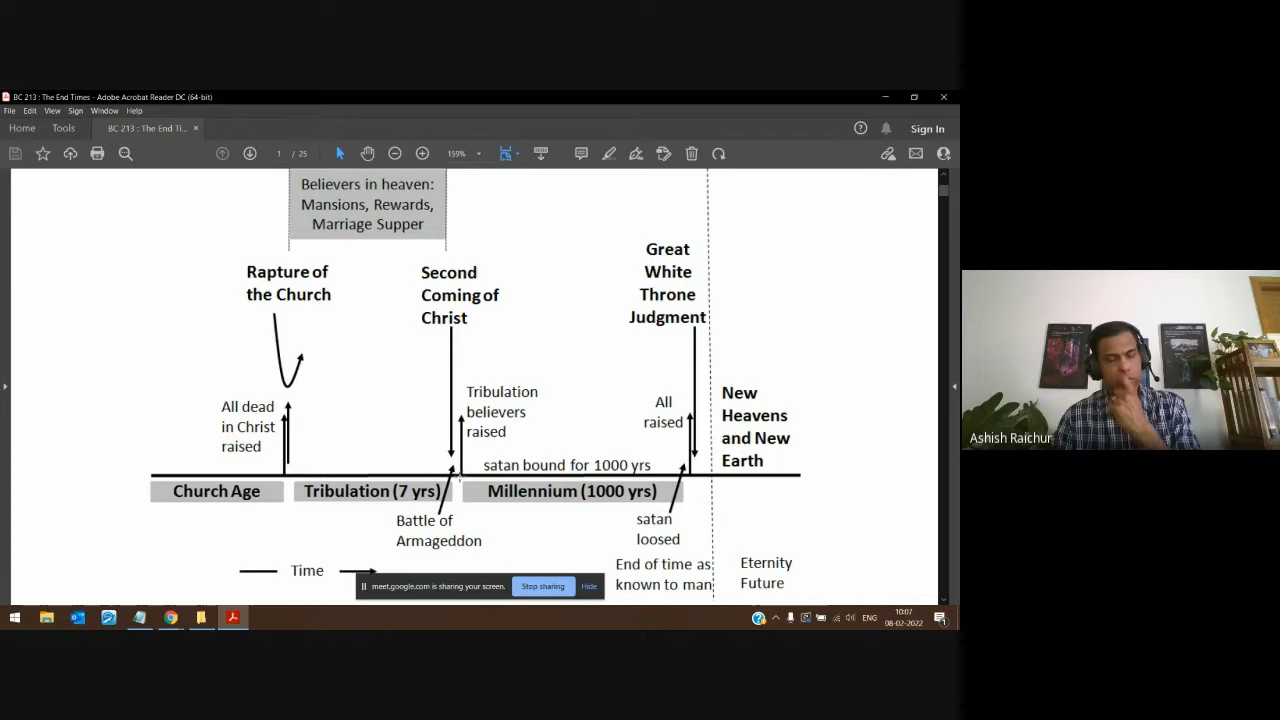 BC 213 : The End Times - Adobe Acrobat Reader DC (64-bit)
File Edit View Sign Window Help
Home Tools BC 213 : The End Ti... × Sign In
1 / 25 159%
Believers in heaven:
Mansions, Rewards,
Marriage Supper
Rapture of
the Church
Second
Coming of
Christ
Great
White
Throne
Judgment
All dead
in Christ
raised
Tribulation
believers
raised
All
raised
New
Heavens
and New
Earth
satan bound for 1000 yrs
Church Age Tribulation (7 yrs) Millennium (1000 yrs)
Battle of
Armageddon
satan
loosed
Time
End of time as
known to man
Eternity
Future
meet.google.com is sharing your screen. Stop sharing Hide
ENG
10:07
08-02-2022
Ashish Raichur